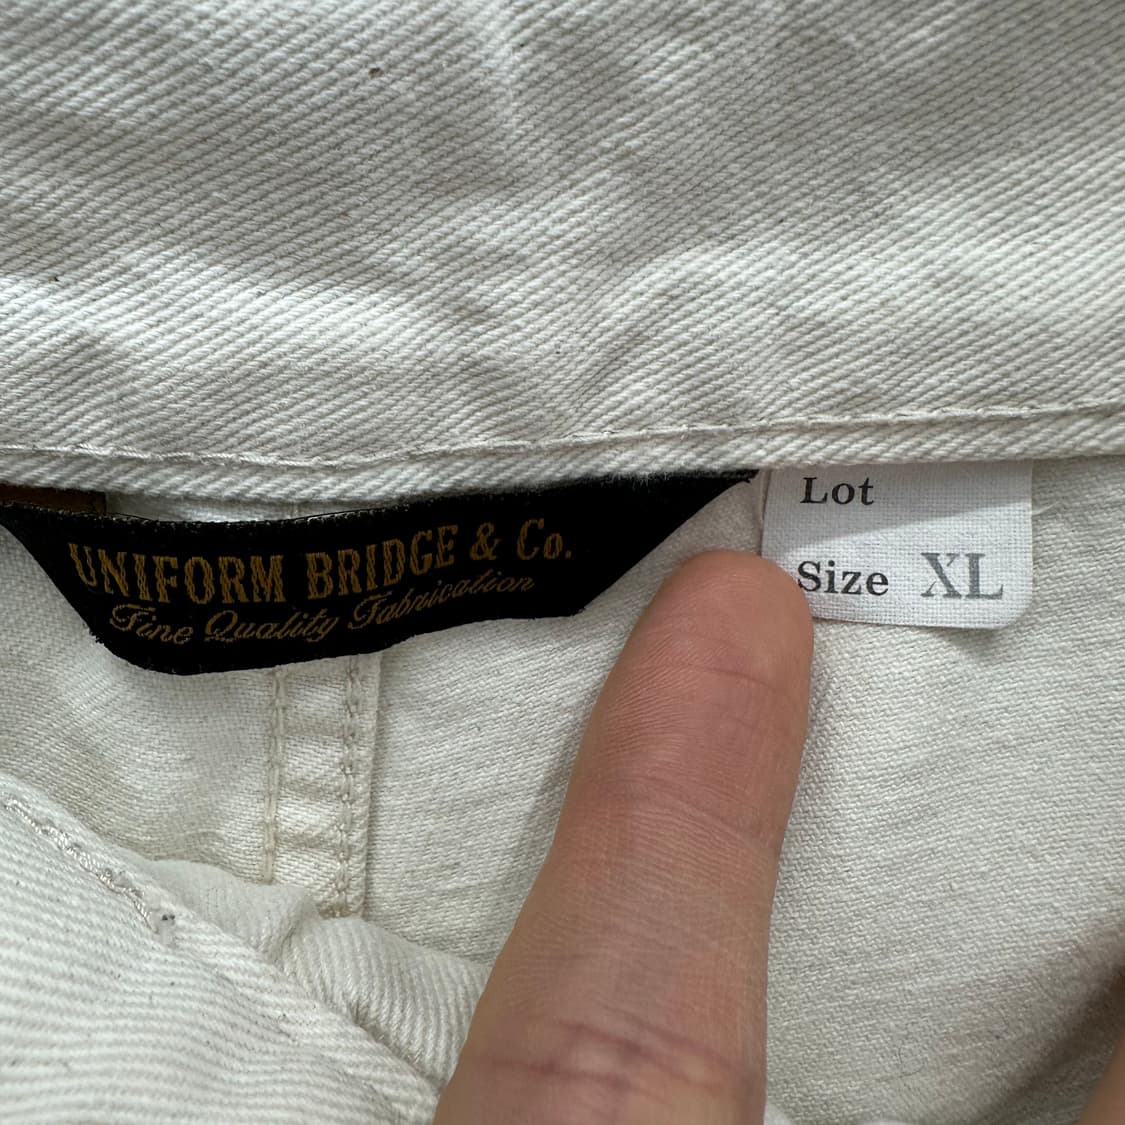 UNIFORM BRIDGE & Co.
Fine Quality Fabrication
Lot
Size XL